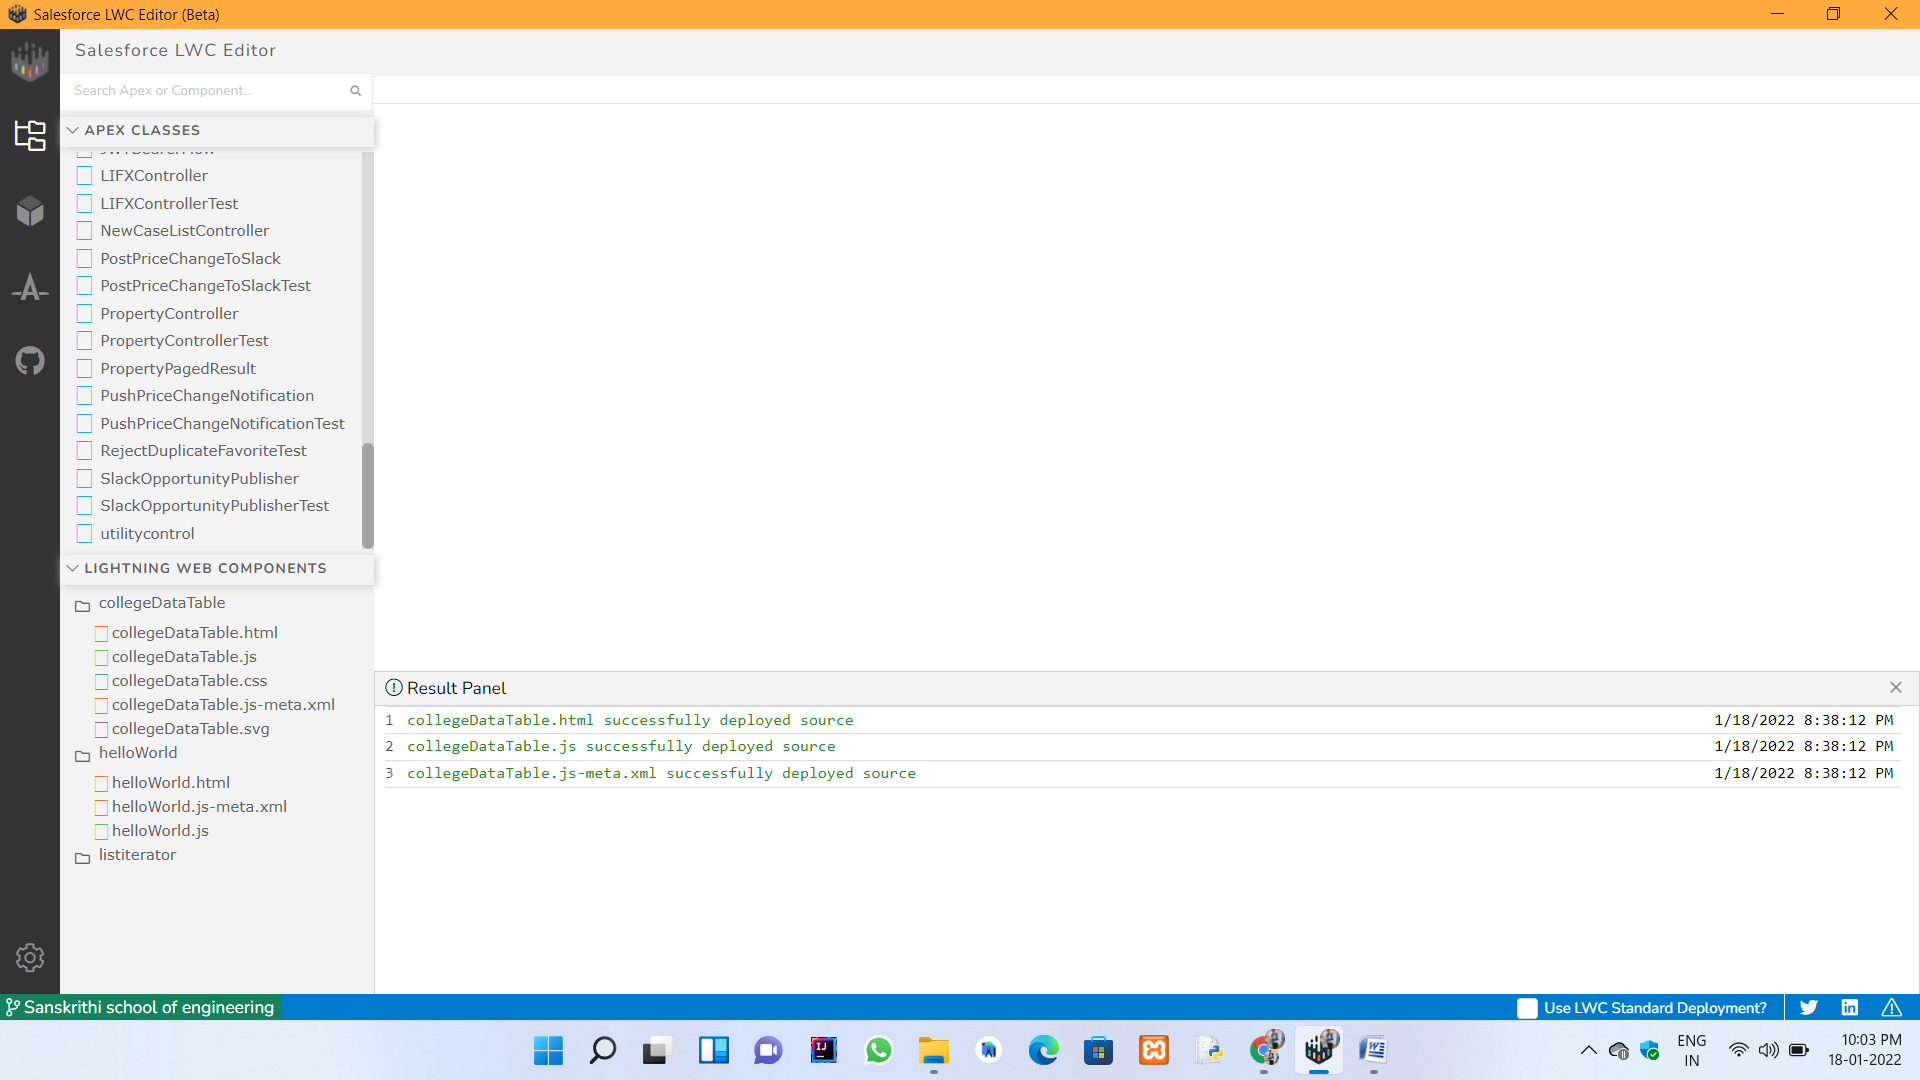 Salesforce LWC Editor (Beta)
Salesforce LWC Editor
Search Apex or Component...
APEX CLASSES
LIFXController
LIFXControllerTest
NewCaseListController
PostPriceChangeToSlack
PostPriceChangeToSlackTest
PropertyController
PropertyControllerTest
PropertyPagedResult
PushPriceChangeNotification
PushPriceChangeNotificationTest
RejectDuplicateFavoriteTest
SlackOpportunityPublisher
SlackOpportunityPublisherTest
utilitycontrol
LIGHTNING WEB COMPONENTS
collegeDataTable
collegeDataTable.html
collegeDataTable.js
collegeDataTable.css
collegeDataTable.js-meta.xml
collegeDataTable.svg
helloWorld
helloWorld.html
helloWorld.js-meta.xml
helloWorld.js
listiterator
Result Panel
1 collegeDataTable.html successfully deployed source 1/18/2022 8:38:12 PM
2 collegeDataTable.js successfully deployed source 1/18/2022 8:38:12 PM
3 collegeDataTable.js-meta.xml successfully deployed source 1/18/2022 8:38:12 PM
Sanskrithi school of engineering
Use LWC Standard Deployment?
ENG
IN
10:03 PM
18-01-2022